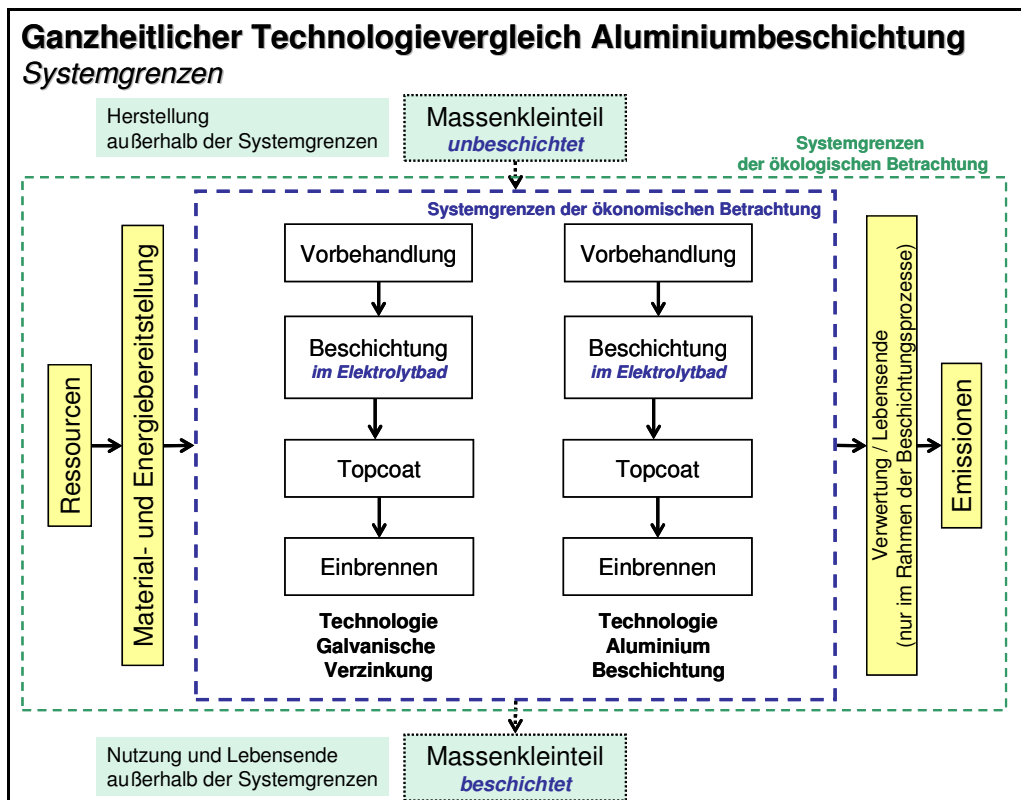 Ganzheitlicher Technologievergleich Aluminiumbeschichtung
Systemgrenzen
Herstellung
außerhalb der Systemgrenzen
Massenkleinteil
unbeschichtet
Systemgrenzen
der ökologischen Betrachtung
Systemgrenzen der ökonomischen Betrachtung
Ressourcen
Material- und Energiebereitstellung
Vorbehandlung
Beschichtung
im Elektrolytbad
Topcoat
Einbrennen
Technologie
Galvanische
Verzinkung
Vorbehandlung
Beschichtung
im Elektrolytbad
Topcoat
Einbrennen
Technologie
Aluminium
Beschichtung
Verwertung / Lebensende
(nur im Rahmen der Beschichtungsprozesse)
Emissionen
Nutzung und Lebensende
außerhalb der Systemgrenzen
Massenkleinteil
beschichtet